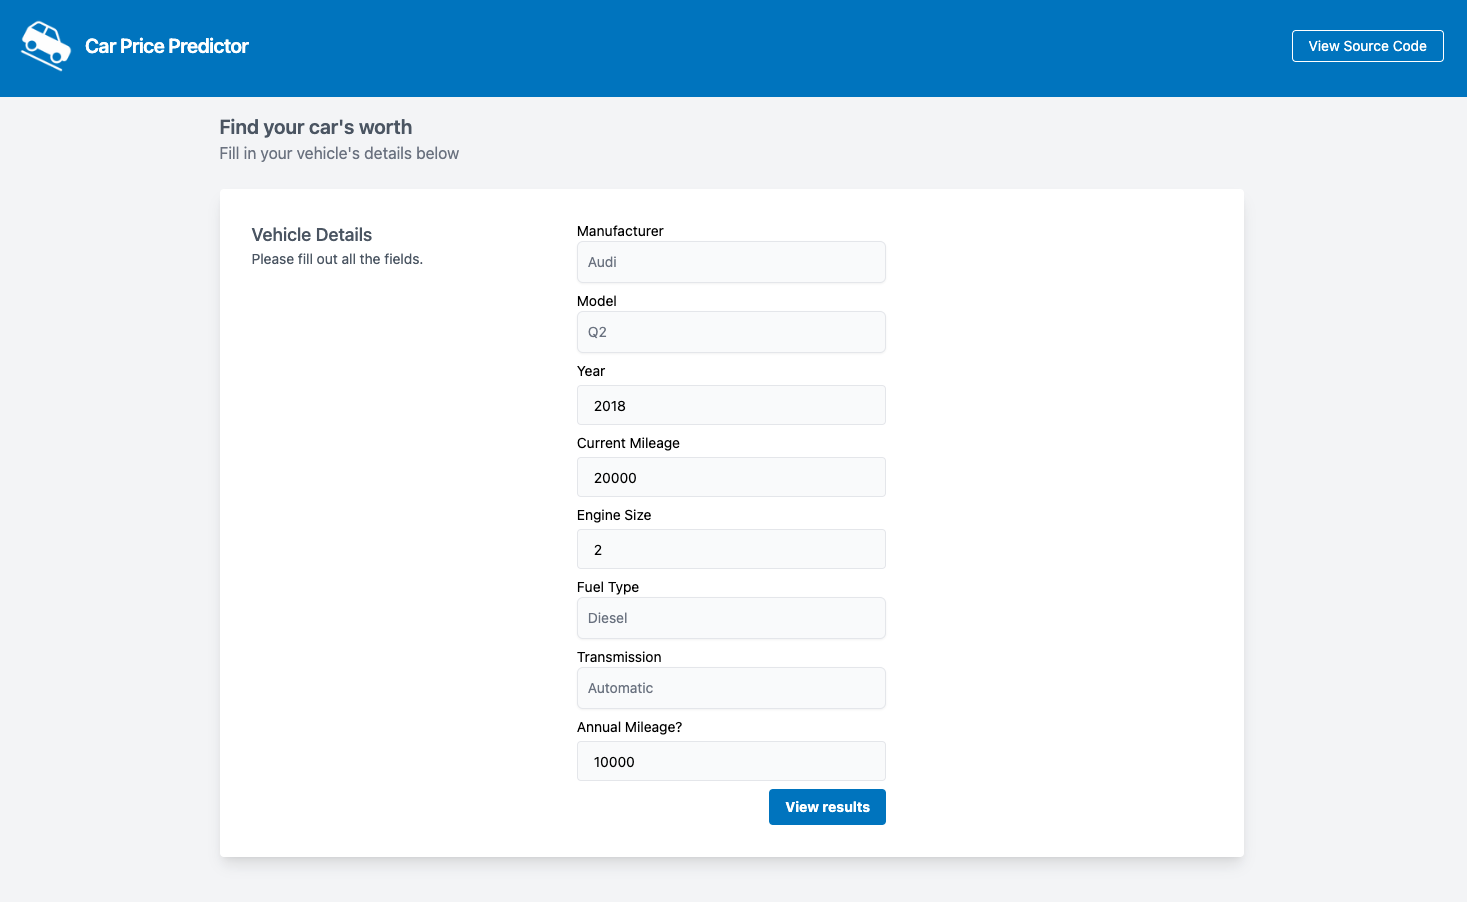 Car Price Predictor
View Source Code
Find your car's worth
Fill in your vehicle's details below
Vehicle Details
Please fill out all the fields.
Manufacturer
Audi
Model
Q2
Year
2018
Current Mileage
20000
Engine Size
2
Fuel Type
Diesel
Transmission
Automatic
Annual Mileage?
10000
View results